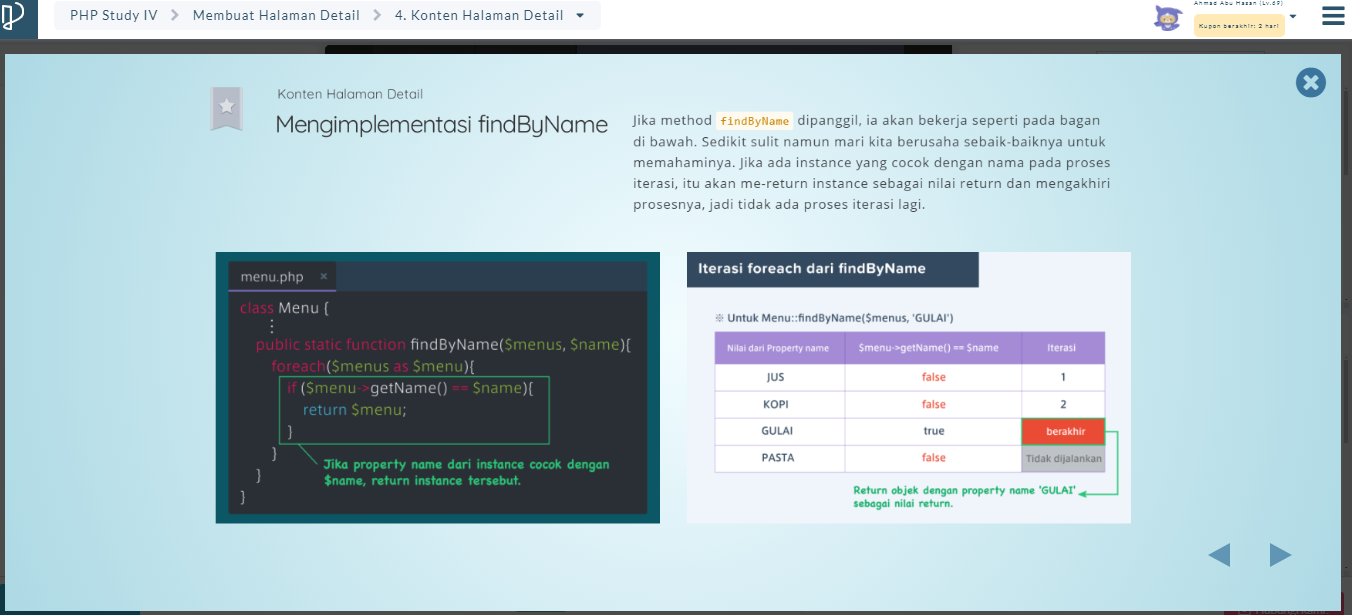 PHP Study IV
Membuat Halaman Detail
4. Konten Halaman Detail
Ahmad Abu Hasan (Lv.69)
Kupon berakhir: 2 hari
Konten Halaman Detail
Mengimplementasi findByName
Jika method findByName dipanggil, ia akan bekerja seperti pada bagan
di bawah. Sedikit sulit namun mari kita berusaha sebaik-baiknya untuk
memahaminya. Jika ada instance yang cocok dengan nama pada proses
iterasi, itu akan me-return instance sebagai nilai return dan mengakhiri
prosesnya, jadi tidak ada proses iterasi lagi.
menu.php ×
class Menu {
⋮
public static function findByName($menus, $name){
foreach($menus as $menu){
if ($menu->getName() == $name){
return $menu;
}
}
}
}
Jika property name dari instance cocok dengan
$name, return instance tersebut.
Iterasi foreach dari findByName
※ Untuk Menu::findByName($menus, 'GULAI')
Nilai dari Property name $menu->getName() == $name Iterasi
JUS false 1
KOPI false 2
GULAI true berakhir
PASTA false Tidak dijalankan
Return objek dengan property name 'GULAI'
sebagai nilai return.